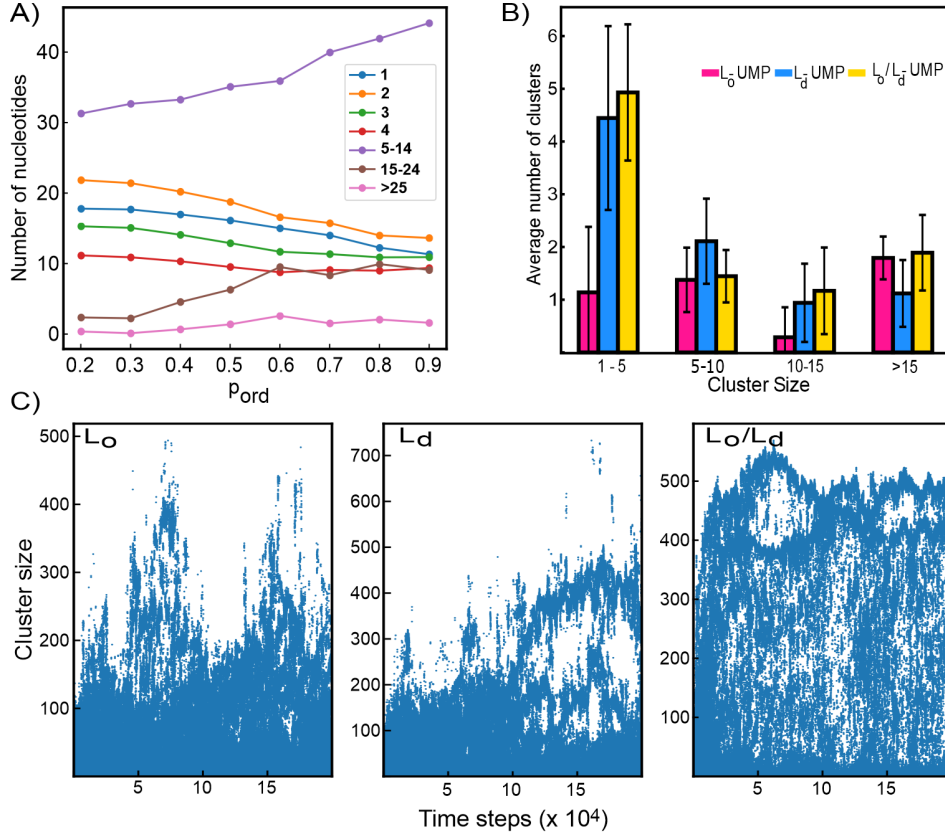 A)
Number of nucleotides
40
30
20
10
0
1
2
3
4
5-14
15-24
>25
0.2 0.3 0.4 0.5 0.6 0.7 0.8 0.9
pord
B)
Average number of clusters
6
5
4
3
2
1
Lo-UMP Ld-UMP Lo/Ld-UMP
1 - 5 5-10 10-15 >15
Cluster Size
C)
Cluster size
Lo
500
400
300
200
100
5 10 15
Ld
700
600
500
400
300
200
100
5 10 15
Lo/Ld
500
400
300
200
100
5 10 15
Time steps (x 10⁴)